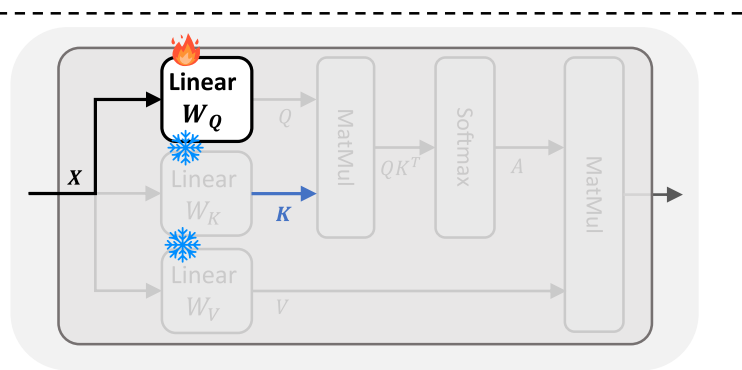 X
Linear
W_Q
Q
Linear
W_K
K
Linear
W_V
V
MatMul
QK^T
Softmax
A
MatMul